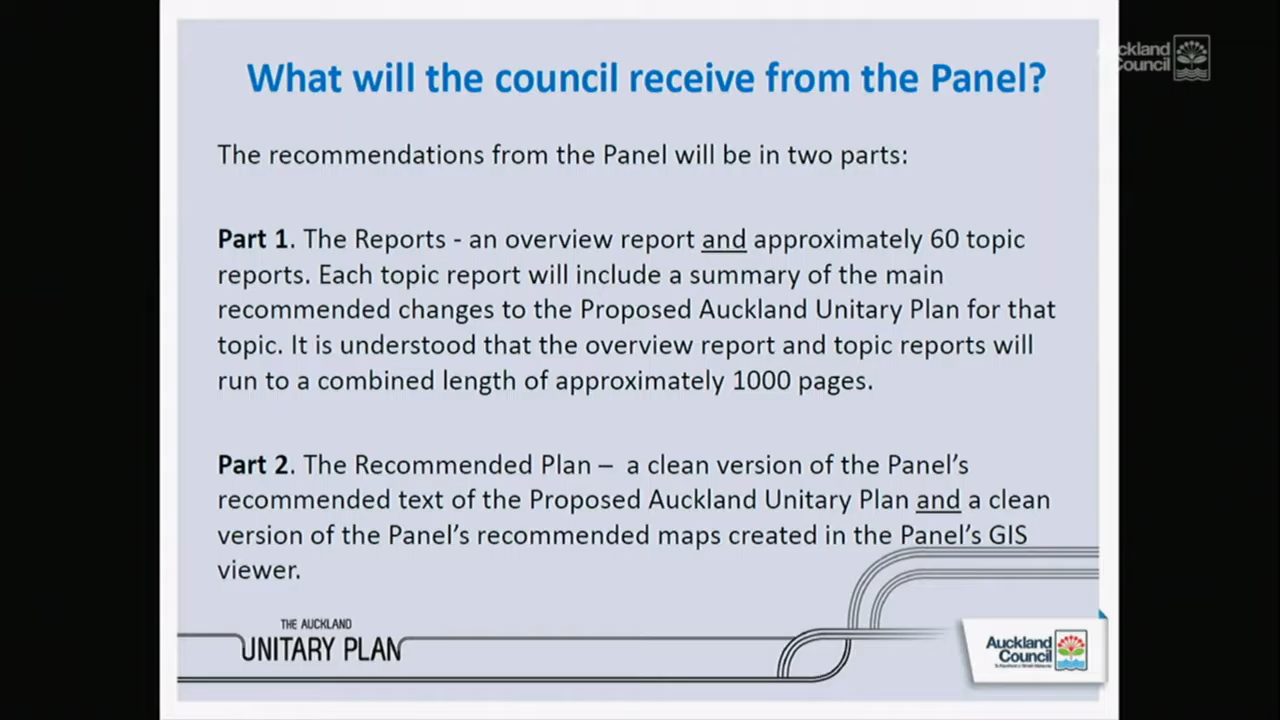 What will the council receive from the Panel?
ckland
Council
The recommendations from the Panel will be in two parts:
Part 1. The Reports - an overview report and approximately 60 topic
reports. Each topic report will include a summary of the main
recommended changes to the Proposed Auckland Unitary Plan for that
topic. It is understood that the overview report and topic reports will
run to a combined length of approximately 1000 pages.
Part 2. The Recommended Plan – a clean version of the Panel's
recommended text of the Proposed Auckland Unitary Plan and a clean
version of the Panel's recommended maps created in the Panel's GIS
viewer.
THE AUCKLAND
UNITARY PLAN
Auckland
Council